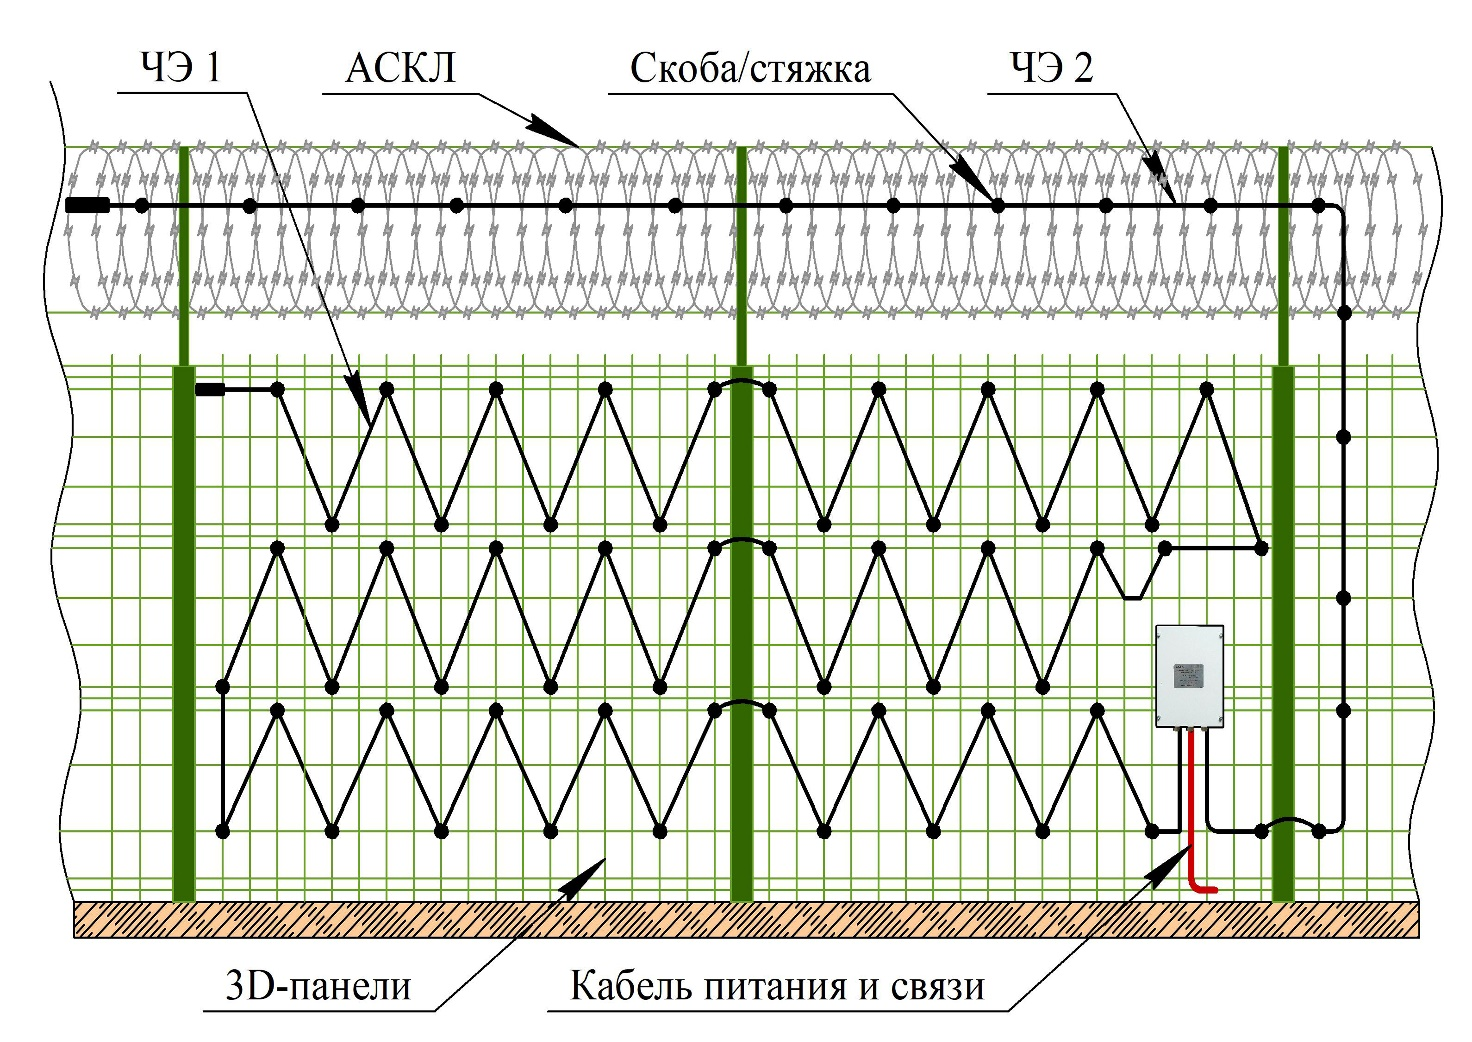 ЧЭ 1
АСКЛ
Скоба/стяжка
ЧЭ 2
3D-панели
Кабель питания и связи